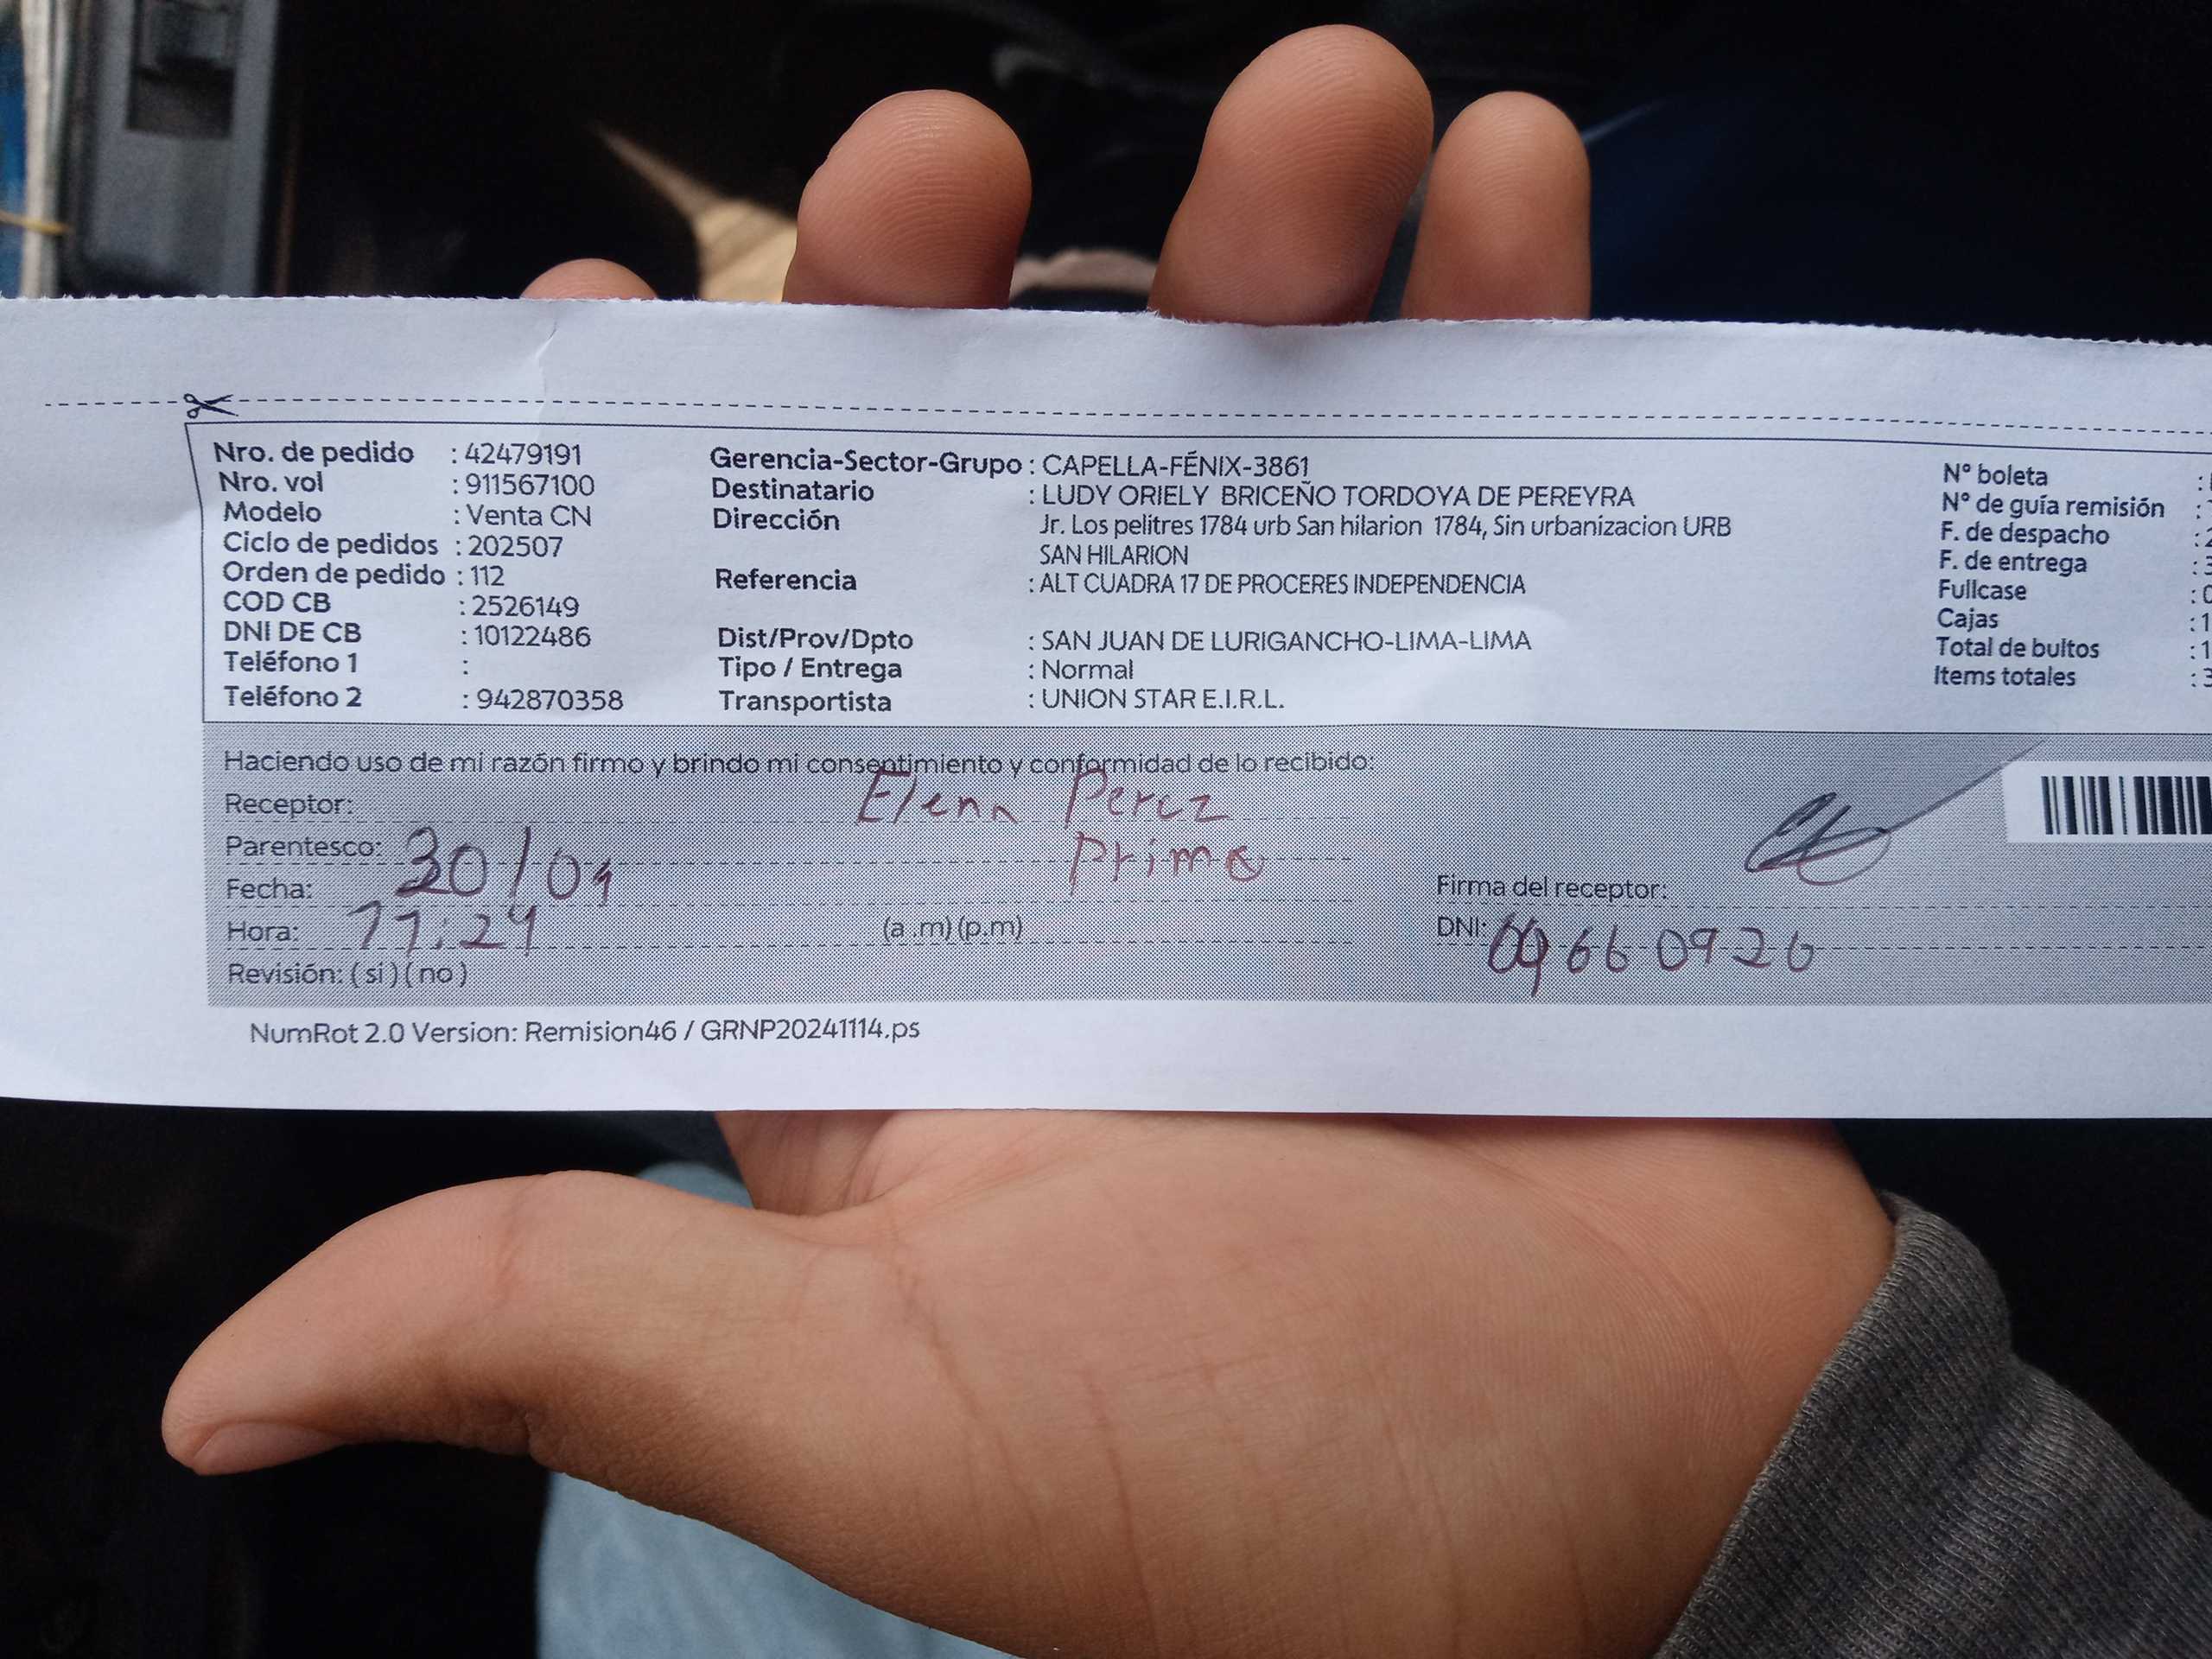 Nro. de pedido : 42479191
Nro. vol : 911567100
Modelo : Venta CN
Ciclo de pedidos : 202507
Orden de pedido : 112
COD CB : 2526149
DNI DE CB : 10122486
Teléfono 1 :
Teléfono 2 : 942870358
Gerencia-Sector-Grupo : CAPELLA-FÉNIX-3861
Destinatario : LUDY ORIELY BRICEÑO TORDOYA DE PEREYRA
Dirección Jr. Los pelitres 1784 urb San hilarion 1784, Sin urbanizacion URB
SAN HILARION
Referencia : ALT CUADRA 17 DE PROCERES INDEPENDENCIA
Dist/Prov/Dpto : SAN JUAN DE LURIGANCHO-LIMA-LIMA
Tipo / Entrega : Normal
Transportista : UNION STAR E.I.R.L.
N° boleta :
N° de guía remisión :
F. de despacho :
F. de entrega :
Fullcase :
Cajas : 1
Total de bultos : 1
Items totales : 3
Haciendo uso de mi razón firmo y brindo mi consentimiento y conformidad de lo recibido:
Receptor: Elena Perez
Parentesco: Prima
Fecha: 30/04
Hora: 11:24 (a .m) (p.m)
Revisión: ( si ) ( no )
Firma del receptor:
DNI: 09660920
NumRot 2.0 Version: Remision46 / GRNP20241114.ps